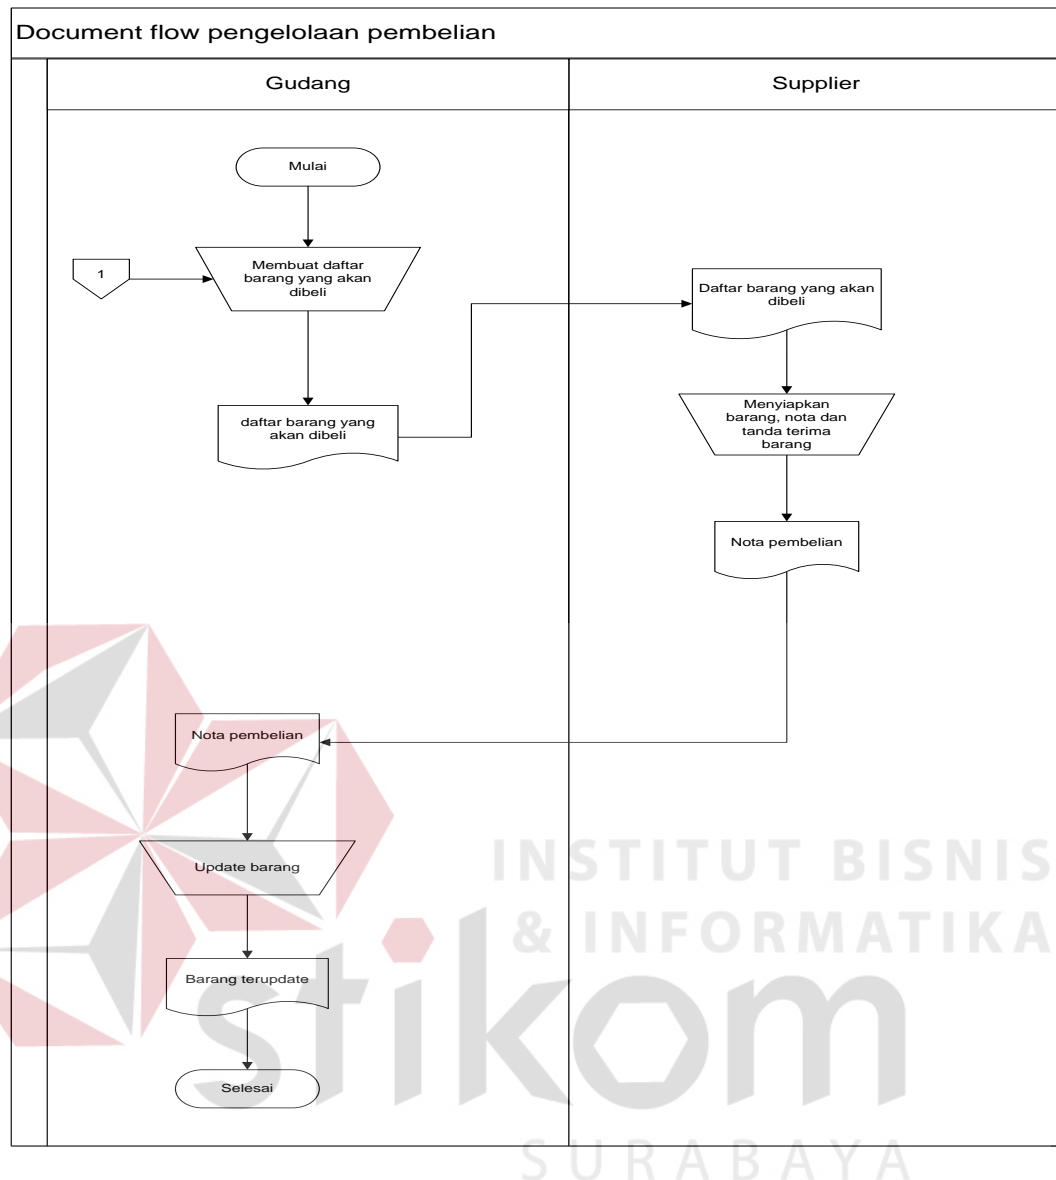 Document flow pengelolaan pembelian
Gudang
Supplier
Mulai
1
Membuat daftar
barang yang akan
dibeli
daftar barang yang
akan dibeli
Daftar barang yang akan
dibeli
Menyiapkan
barang, nota dan
tanda terima
barang
Nota pembelian
Nota pembelian
Update barang
Barang terupdate
Selesai
INSTITUT BISNIS
& INFORMATIKA
stikom
SURABAYA